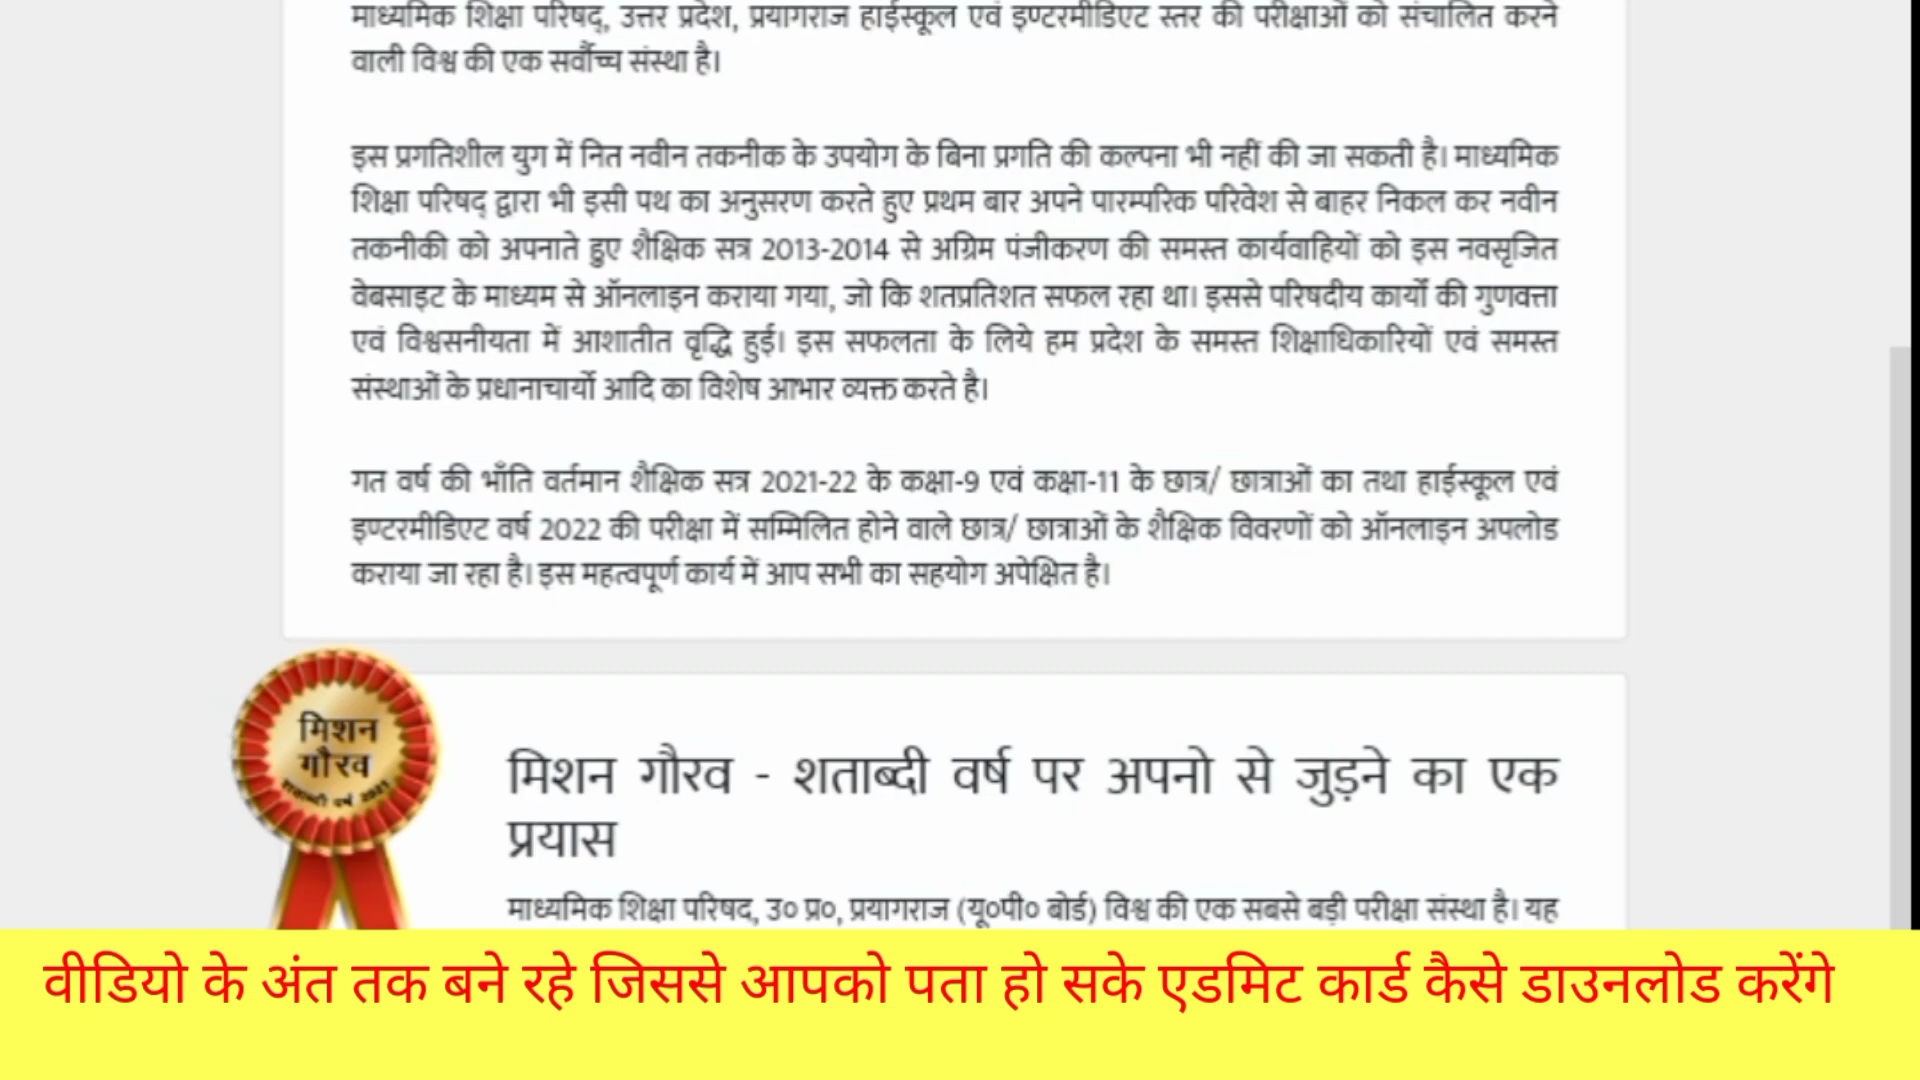 माध्यमिक शिक्षा परिषद्, उत्तर प्रदेश, प्रयागराज हाईस्कूल एवं इण्टरमीडिएट स्तर की परीक्षाओं को संचालित करने
वाली विश्व की एक सर्वोच्च संस्था है।
इस प्रगतिशील युग में नित नवीन तकनीक के उपयोग के बिना प्रगति की कल्पना भी नहीं की जा सकती है। माध्यमिक
शिक्षा परिषद् द्वारा भी इसी पथ का अनुसरण करते हुए प्रथम बार अपने पारम्परिक परिवेश से बाहर निकल कर नवीन
तकनीकी को अपनाते हुए शैक्षिक सत्र 2013-2014 से अग्रिम पंजीकरण की समस्त कार्यवाहियों को इस नवसृजित
वेबसाइट के माध्यम से ऑनलाइन कराया गया, जो कि शतप्रतिशत सफल रहा था। इससे परिषदीय कार्यों की गुणवत्ता
एवं विश्वसनीयता में आशातीत वृद्धि हुई। इस सफलता के लिये हम प्रदेश के समस्त शिक्षाधिकारियों एवं समस्त
संस्थाओं के प्रधानाचार्यो आदि का विशेष आभार व्यक्त करते है।
गत वर्ष की भाँति वर्तमान शैक्षिक सत्र 2021-22 के कक्षा-9 एवं कक्षा-11 के छात्र/ छात्राओं का तथा हाईस्कूल एवं
इण्टरमीडिएट वर्ष 2022 की परीक्षा में सम्मिलित होने वाले छात्र/ छात्राओं के शैक्षिक विवरणों को ऑनलाइन अपलोड
कराया जा रहा है। इस महत्वपूर्ण कार्य में आप सभी का सहयोग अपेक्षित है।
मिशन
गौरव
शताब्दी वर्ष 2021
मिशन गौरव - शताब्दी वर्ष पर अपनो से जुड़ने का एक
प्रयास
माध्यमिक शिक्षा परिषद, उ० प्र०, प्रयागराज (यू०पी० बोर्ड) विश्व की एक सबसे बड़ी परीक्षा संस्था है। यह
वीडियो के अंत तक बने रहे जिससे आपको पता हो सके एडमिट कार्ड कैसे डाउनलोड करेंगे